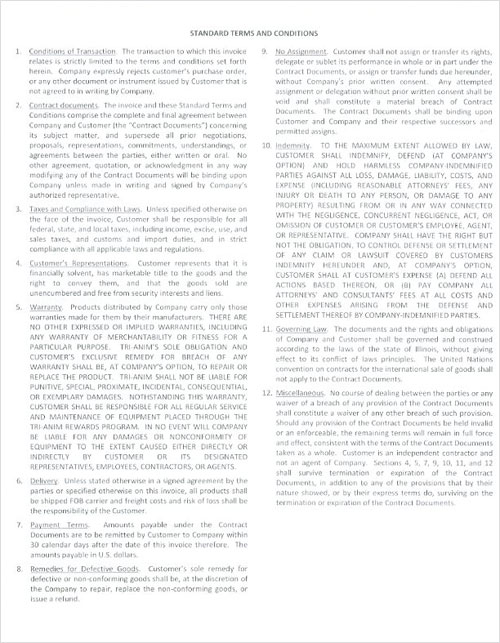 STANDARD TERMS AND CONDITIONS
1. Conditions of Transaction. The transaction to which this invoice
relates is strictly limited to the terms and conditions set forth
herein. Company expressly rejects customer's purchase order,
or any other document or instrument issued by Customer that is
not agreed to in writing by Company.
2. Contract documents. The invoice and these Standard Terms and
Conditions comprise the complete and final agreement between
Company and Customer (the "Contract Documents") concerning
its subject matter, and supersede all prior negotiations,
proposals, representations, commitments, understandings, or
agreements between the parties, either written or oral. No
other agreement, quotation, or acknowledgement in any way
modifying any of the Contract Documents will be binding upon
Company unless made in writing and signed by Company's
authorized representative.
3. Taxes and Compliance with Laws. Unless specified otherwise on
the face of the invoice, Customer shall be responsible for all
federal, state, and local taxes, including income, excise, use, and
sales taxes, and customs and import duties, and in strict
compliance with all applicable laws and regulations.
4. Customer's Representations. Customer represents that it is
financially solvent, has marketable title to the goods and the
right to convey them, and that the goods sold are
unencumbered and free from security interests and liens.
5. Warranty. Products distributed by Company carry only those
warranties made for them by their manufacturers. THERE ARE
NO OTHER EXPRESSED OR IMPLIED WARRANTIES, INCLUDING
ANY WARRANTY OF MERCHANTABILITY OR FITNESS FOR A
PARTICULAR PURPOSE. TRI-ANIM'S SOLE OBLIGATION AND
CUSTOMER'S EXCLUSIVE REMEDY FOR BREACH OF ANY
WARRANTY SHALL BE, AT COMPANY'S OPTION, TO REPAIR OR
REPLACE THE PRODUCT. TRI-ANIM SHALL NOT BE LIABLE FOR
PUNITIVE, SPECIAL, PROXIMATE, INCIDENTAL, CONSEQUENTIAL,
OR EXEMPLARY DAMAGES. NOTHSTANDING THIS WARRANTY,
CUSTOMER SHALL BE RESPONSIBLE FOR ALL REGULAR SERVICE
AND MAINTENANCE OF EQUIPMENT PLACED THROUGH THE
TRI-ANIM REWARDS PROGRAM. IN NO EVENT WILL COMPANY
BE LIABLE FOR ANY DAMAGES OR NONCONFORMITY OF
EQUIPMENT TO THE EXTENT CAUSED EITHER DIRECTLY OR
INDIRECTLY BY CUSTOMER OR ITS DESIGNATED
REPRESENTATIVES, EMPLOYEES, CONTRACTORS, OR AGENTS.
6. Delivery. Unless stated otherwise in a signed agreement by the
parties or specified otherwise on this invoice, all products shall
be shipped FOB carrier and freight costs and risk of loss shall be
the responsibility of the Customer.
7. Payment Terms. Amounts payable under the Contract
Documents are to be remitted by Customer to Company within
30 calendar days after the date of this invoice therefore. The
amounts payable in U.S. dollars.
8. Remedies for Defective Goods. Customer's sole remedy for
defective or non-conforming goods shall be, at the discretion of
the Company to repair, replace the non-conforming goods, or
issue a refund.
9. No Assignment. Customer shall not assign or transfer its rights,
delegate or sublet its performance in whole or in part under the
Contract Documents, or assign or transfer funds due hereunder,
without Company's prior written consent. Any attempted
assignment or delegation without prior written consent shall be
void and shall constitute a material breach of Contract
Documents. The Contract Documents shall be binding upon
Customer and Company and their respective successors and
permitted assigns.
10. Indemnity. TO THE MAXIMUM EXTENT ALLOWED BY LAW,
CUSTOMER SHALL INDEMNIFY, DEFEND (AT COMPANY'S
OPTION) AND HOLD HARMLESS COMPANY-INDEMNIFIED
PARTIES AGAINST ALL LOSS, DAMAGE, LIABILITY, COSTS, AND
EXPENSE (INCLUDING REASONABLE ATTORNEYS' FEES, ANY
INJURY OR DEATH TO ANY PERSON, OR DAMAGE TO ANY
PROPERTY) RESULTING FROM OR IN ANY WAY CONNECTED
WITH THE NEGLIGENCE, CONCURRENT NEGLIGENCE, ACT, OR
OMISSION OF CUSTOMER OR CUSTOMER'S EMPLOYEE, AGENT,
OR REPRESENTATIVE. COMPANY SHALL HAVE THE RIGHT BUT
NOT THE OBLIGATION, TO CONTROL DEFENSE OR SETTLEMENT
OF ANY CLAIM OR LAWSUIT COVERED BY CUSTOMERS
INDEMNITY HEREUNDER AND, AT COMPANY'S OPTION,
CUSTOMER SHALL AT CUSTOMER'S EXPENSE (A) DEFEND ALL
ACTIONS BASED THEREON, OR (B) PAY COMPANY ALL
ATTORNEYS' AND CONSULTANTS' FEES AT ALL COSTS AND
OTHER EXPENSES ARISING FROM THE DEFENSE AND
SETTLEMENT THEREOF BY COMPANY-INDEMNIFIED PARTIES.
11. Governing Law. The documents and the rights and obligations
of Company and Customer shall be governed and construed
according to the laws of the state of Illinois, without giving
effect to its conflict of laws principles. The United Nations
convention on contracts for the international sale of goods shall
not apply to the Contract Documents.
12. Miscellaneous. No course of dealing between the parties or any
waiver of a breach of any provision of the Contract Documents
shall constitute a waiver of any other breach of such provision.
Should any provision of the Contract Documents be held invalid
or an enforceable, the remaining terms will remain in full force
and effect, consistent with the terms of the Contract Documents
taken as a whole. Customer is an independent contractor and
not an agent of Company. Sections 4, 5, 7, 9, 10, 11, and 12
shall survive termination or expiration of the Contract
Documents, in addition to any of the provisions that by their
nature showed, or by their express terms do, surviving on the
termination or expiration of the Contract Documents.